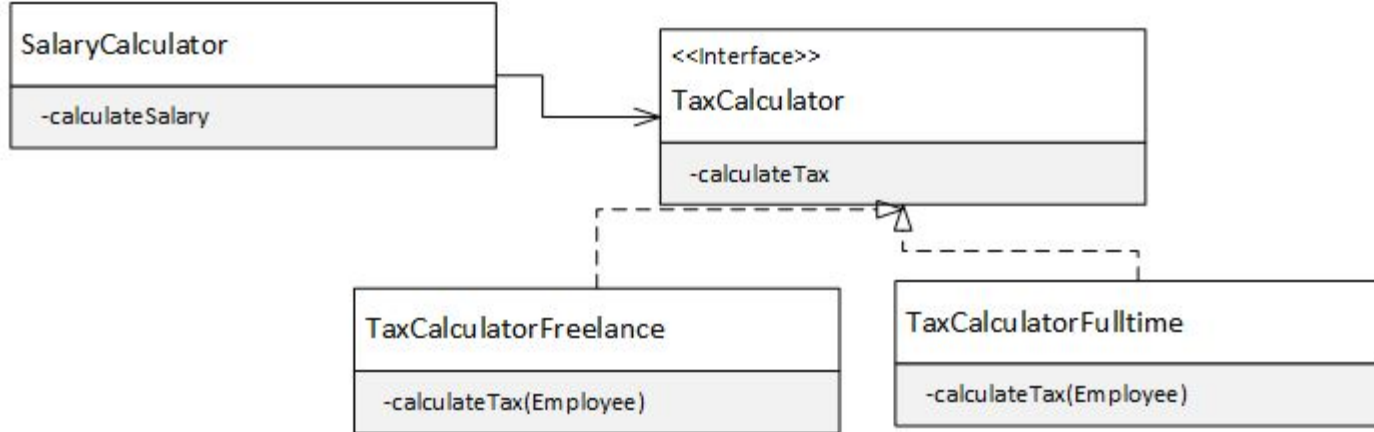 SalaryCalculator
-calculateSalary
<<Interface>>
TaxCalculator
-calculateTax
TaxCalculatorFreelance
-calculateTax(Employee)
TaxCalculatorFulltime
-calculateTax(Employee)